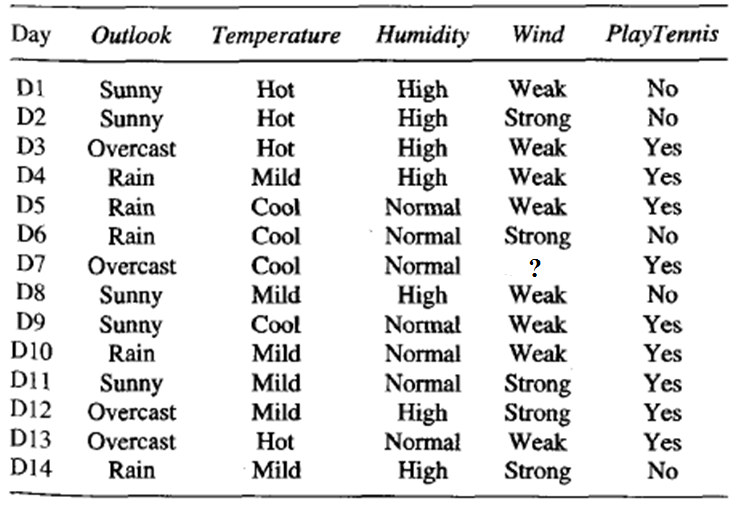 Day Outlook Temperature Humidity Wind PlayTennis
D1 Sunny Hot High Weak No
D2 Sunny Hot High Strong No
D3 Overcast Hot High Weak Yes
D4 Rain Mild High Weak Yes
D5 Rain Cool Normal Weak Yes
D6 Rain Cool Normal Strong No
D7 Overcast Cool Normal ? Yes
D8 Sunny Mild High Weak No
D9 Sunny Cool Normal Weak Yes
D10 Rain Mild Normal Weak Yes
D11 Sunny Mild Normal Strong Yes
D12 Overcast Mild High Strong Yes
D13 Overcast Hot Normal Weak Yes
D14 Rain Mild High Strong No